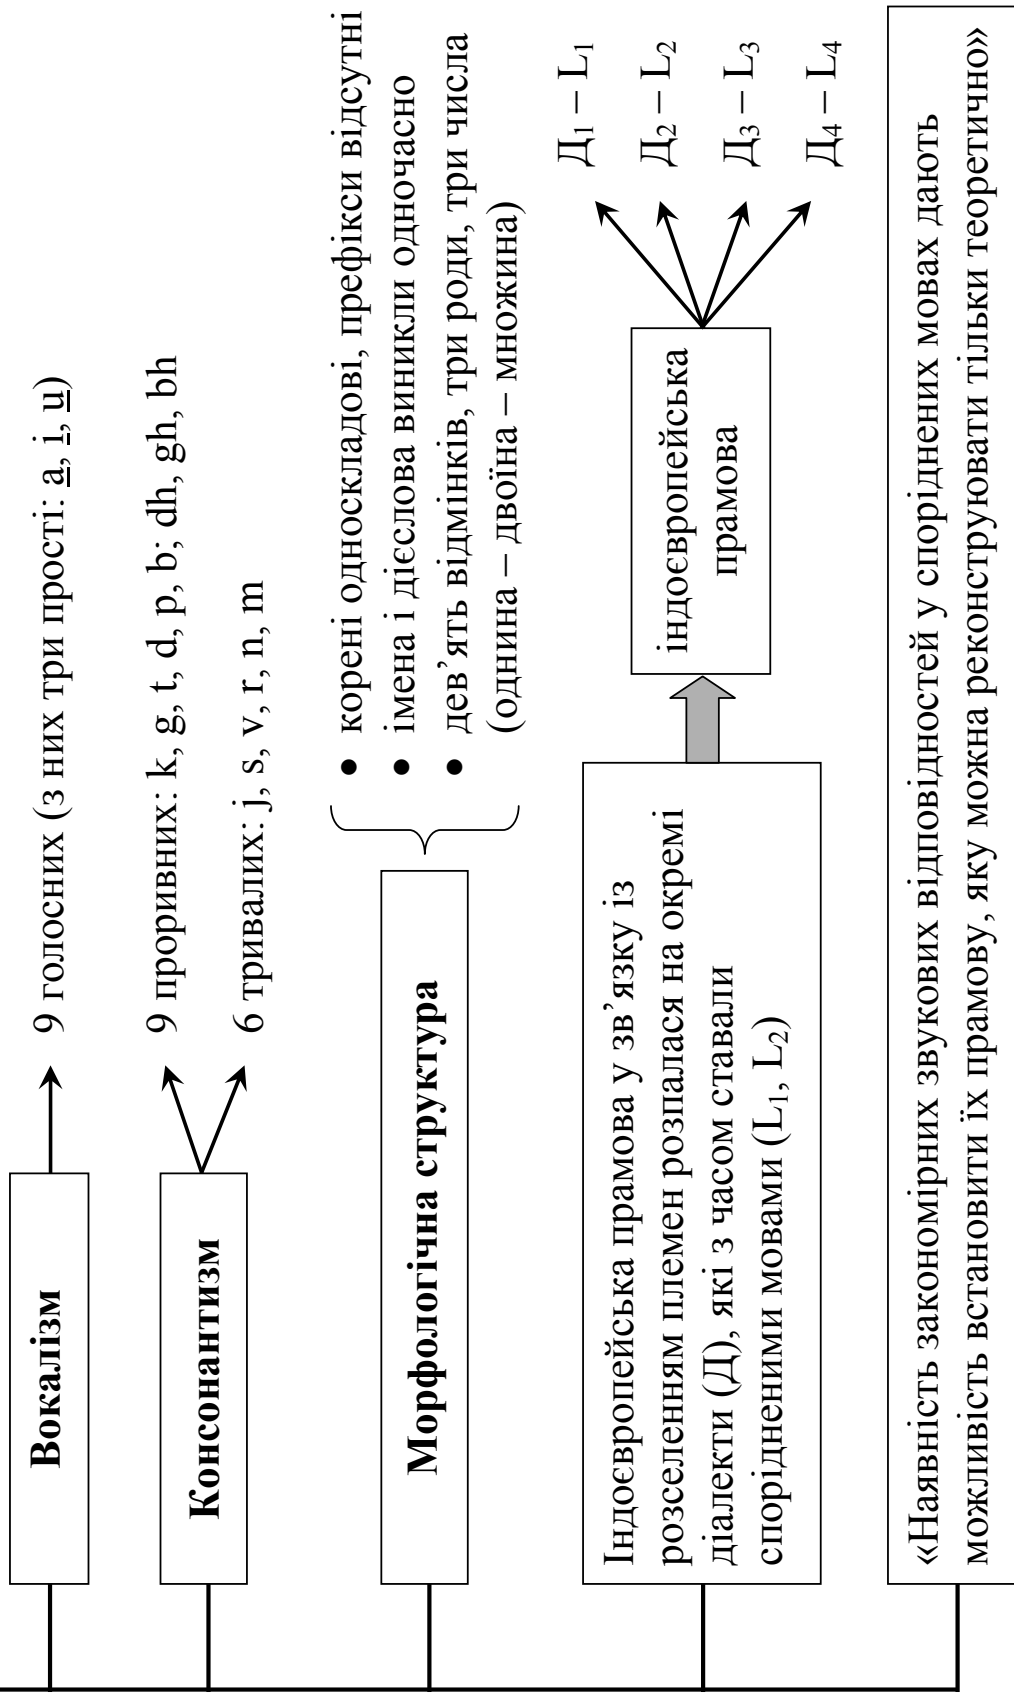 Вокалізм
9 голосних (з них три прості: a, i, u)
Консонантизм
9 проривних: k, g, t, d, p, b; dh, gh, bh
6 тривалих: j, s, v, r, n, m
Морфологічна структура
• корені односкладові, префікси відсутні
• імена і дієслова виникли одночасно
• дев’ять відмінків, три роди, три числа
(однина – двоїна – множина)
Індоєвропейська прамова у зв’язку із
розселенням племен розпалася на окремі
діалекти (Д), які з часом ставали
спорідненими мовами (L₁, L₂)
індоєвропейська
прамова
Д₁ – L₁
Д₂ – L₂
Д₃ – L₃
Д₄ – L₄
«Наявність закономірних звукових відповідностей у споріднених мовах дають
можливість встановити їх прамову, яку можна реконструювати тільки теоретично»